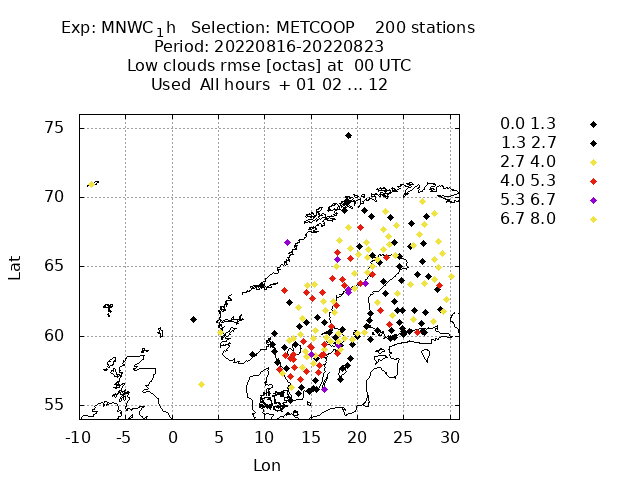 Exp: MNWC₁h Selection: METCOOP 200 stations
Period: 20220816-20220823
Low clouds rmse [octas] at 00 UTC
Used All hours + 01 02 ... 12
0.0 1.3
1.3 2.7
2.7 4.0
4.0 5.3
5.3 6.7
6.7 8.0
75
70
65
60
55
Lat
-10 -5 0 5 10 15 20 25 30
Lon